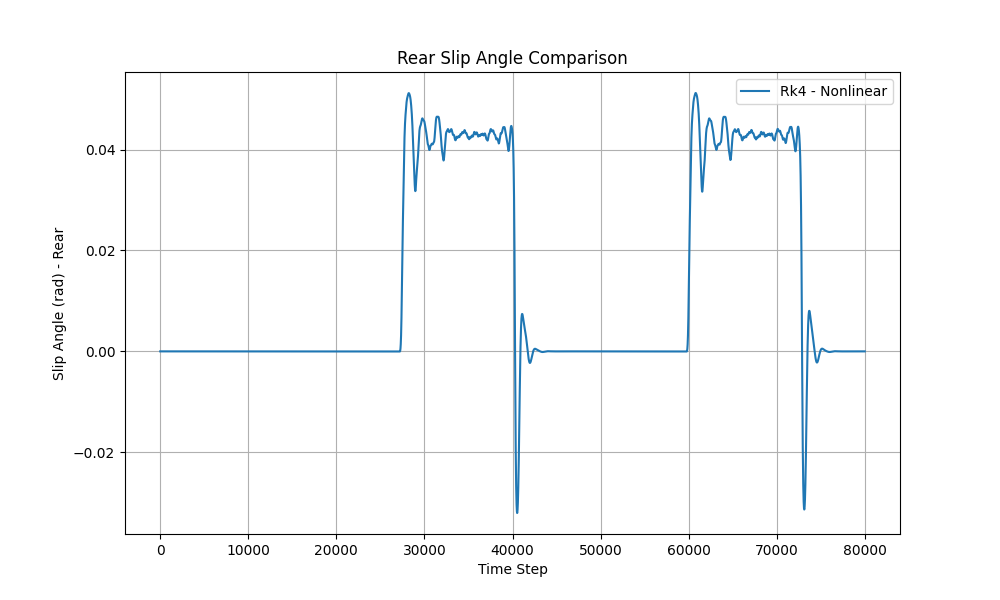 Rear Slip Angle Comparison
Rk4 - Nonlinear
Slip Angle (rad) - Rear
0.04
0.02
0.00
−0.02
0 10000 20000 30000 40000 50000 60000 70000 80000
Time Step